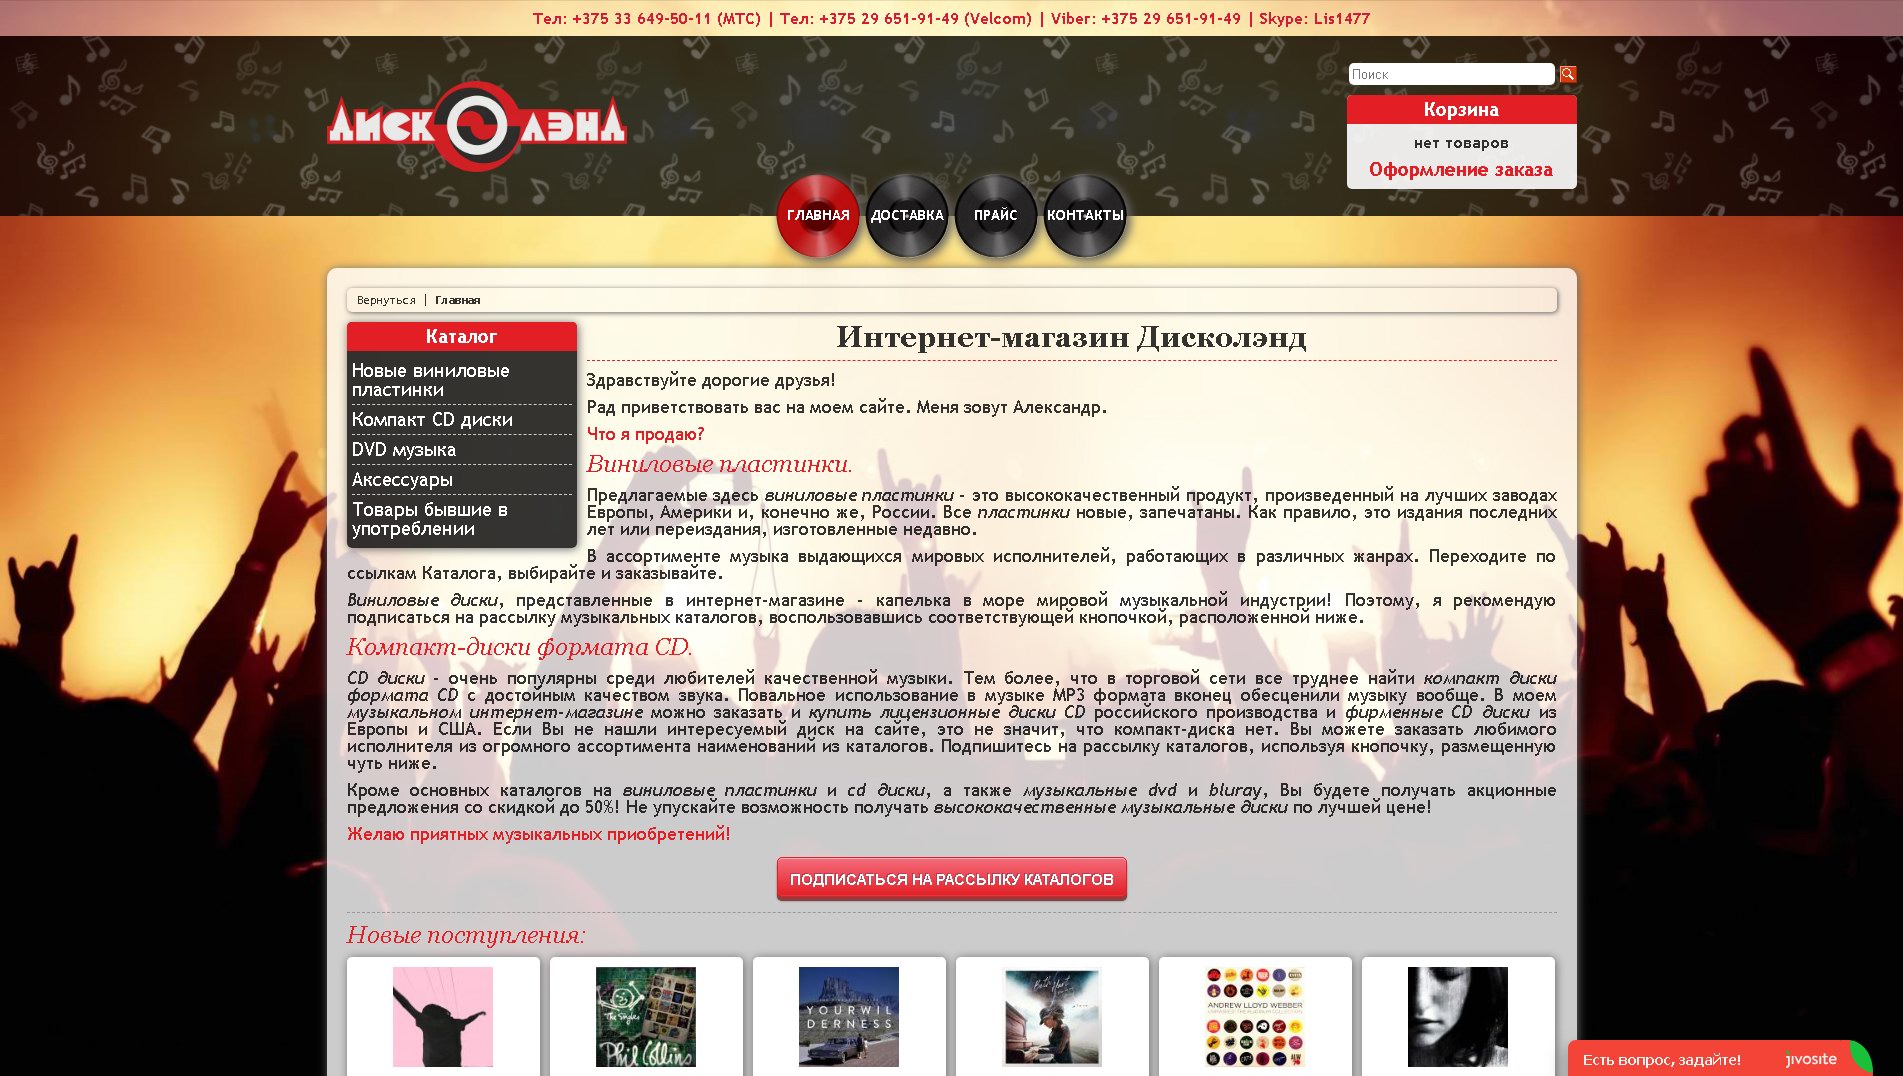 Тел: +375 33 649-50-11 (МТС) | Тел: +375 29 651-91-49 (Velcom) | Viber: +375 29 651-91-49 | Skype: Lis1477
ДИСКОЛЭНД
Поиск
Корзина
нет товаров
Оформление заказа
ГЛАВНАЯ
ДОСТАВКА
ПРАЙС
КОНТАКТЫ
Вернуться | Главная
Каталог
Новые виниловые
пластинки
Компакт CD диски
DVD музыка
Аксессуары
Товары бывшие в
употреблении
Интернет-магазин Дисколэнд
Здравствуйте дорогие друзья!
Рад приветствовать вас на моем сайте. Меня зовут Александр.
Что я продаю?
Виниловые пластинки.
Предлагаемые здесь виниловые пластинки - это высококачественный продукт, произведенный на лучших заводах
Европы, Америки и, конечно же, России. Все пластинки новые, запечатаны. Как правило, это издания последних
лет или переиздания, изготовленные недавно.
В ассортименте музыка выдающихся мировых исполнителей, работающих в различных жанрах. Переходите по
ссылкам Каталога, выбирайте и заказывайте.
Виниловые диски, представленные в интернет-магазине - капелька в море мировой музыкальной индустрии! Поэтому, я рекомендую
подписаться на рассылку музыкальных каталогов, воспользовавшись соответствующей кнопочкой, расположенной ниже.
Компакт-диски формата CD.
CD диски - очень популярны среди любителей качественной музыки. Тем более, что в торговой сети все труднее найти компакт диски
формата CD с достойным качеством звука. Повальное использование в музыке MP3 формата вконец обесценили музыку вообще. В моем
музыкальном интернет-магазине можно заказать и купить лицензионные диски CD российского производства и фирменные CD диски из
Европы и США. Если Вы не нашли интересуемый диск на сайте, это не значит, что компакт-диска нет. Вы можете заказать любимого
исполнителя из огромного ассортимента наименований из каталогов. Подпишитесь на рассылку каталогов, используя кнопочку, размещенную
чуть ниже.
Кроме основных каталогов на виниловые пластинки и cd диски, а также музыкальные dvd и bluray, Вы будете получать акционные
предложения со скидкой до 50%! Не упускайте возможность получать высококачественные музыкальные диски по лучшей цене!
Желаю приятных музыкальных приобретений!
ПОДПИСАТЬСЯ НА РАССЫЛКУ КАТАЛОГОВ
Новые поступления:
The Singles
Phil Collins
YOURWIL
DERNESS
Beth Hart
ANDREW LLOYD WEBBER
Есть вопрос, задайте!
jivosite